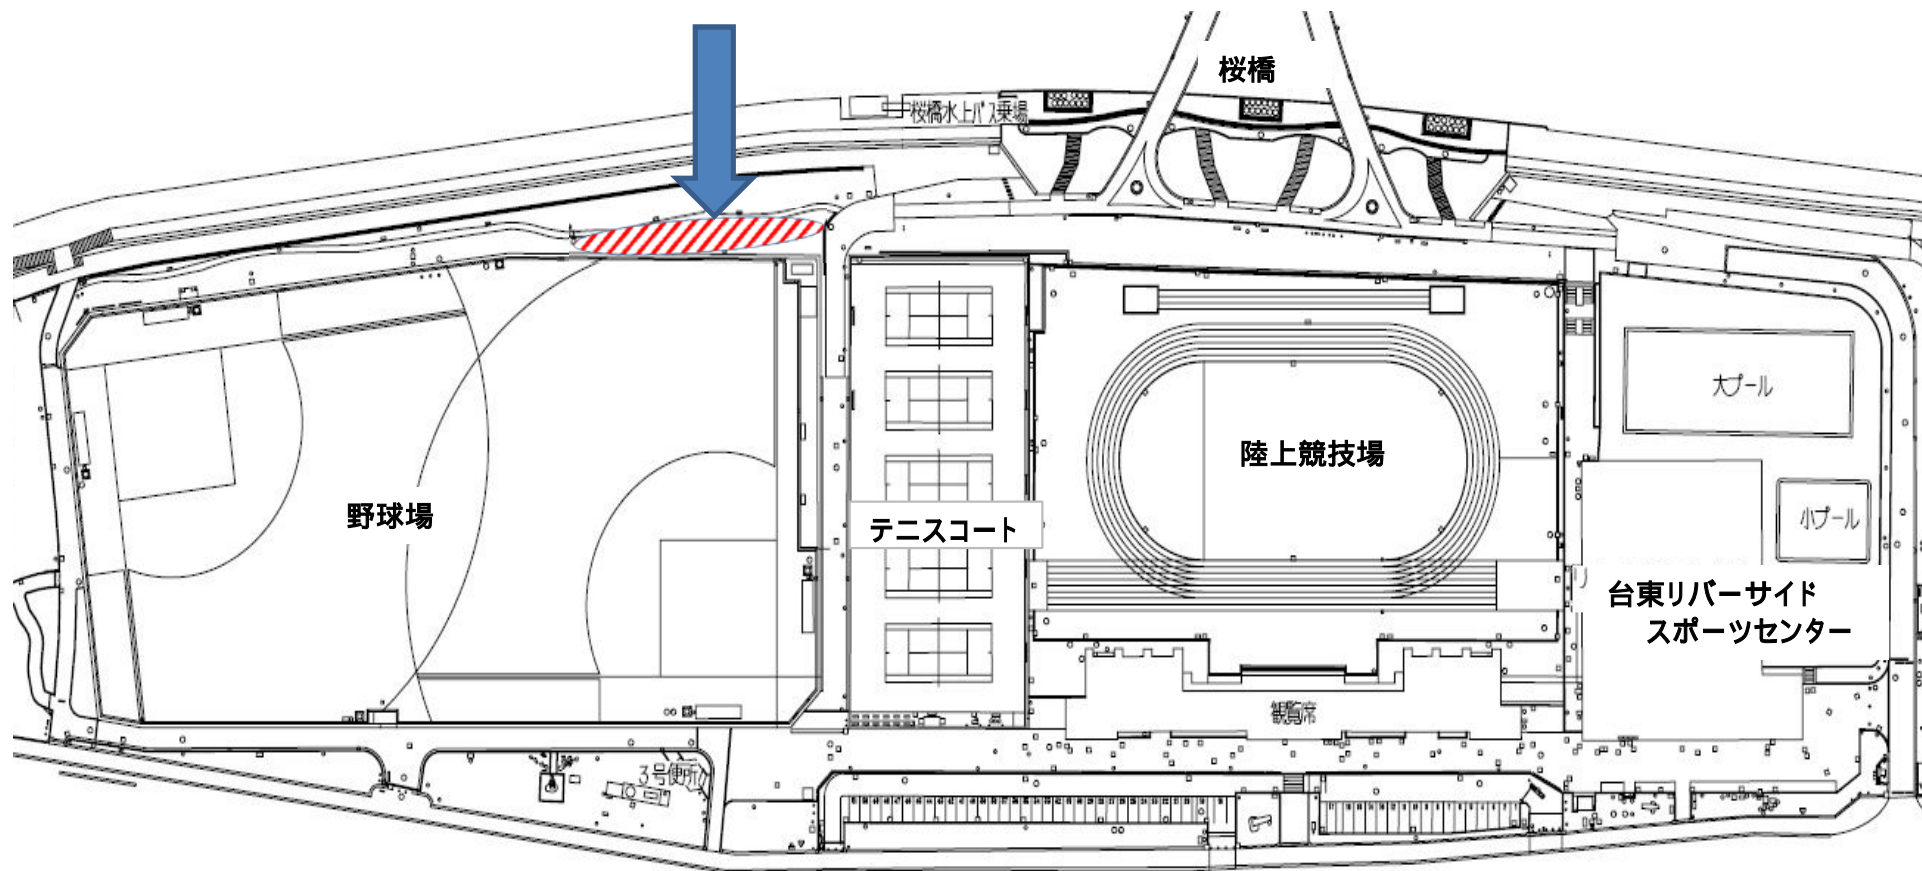 桜橋
桜橋水上バス乗場
大プール
陸上競技場
野球場
テニスコート
小プール
台東リバーサイド
スポーツセンター
観覧席
3号便所